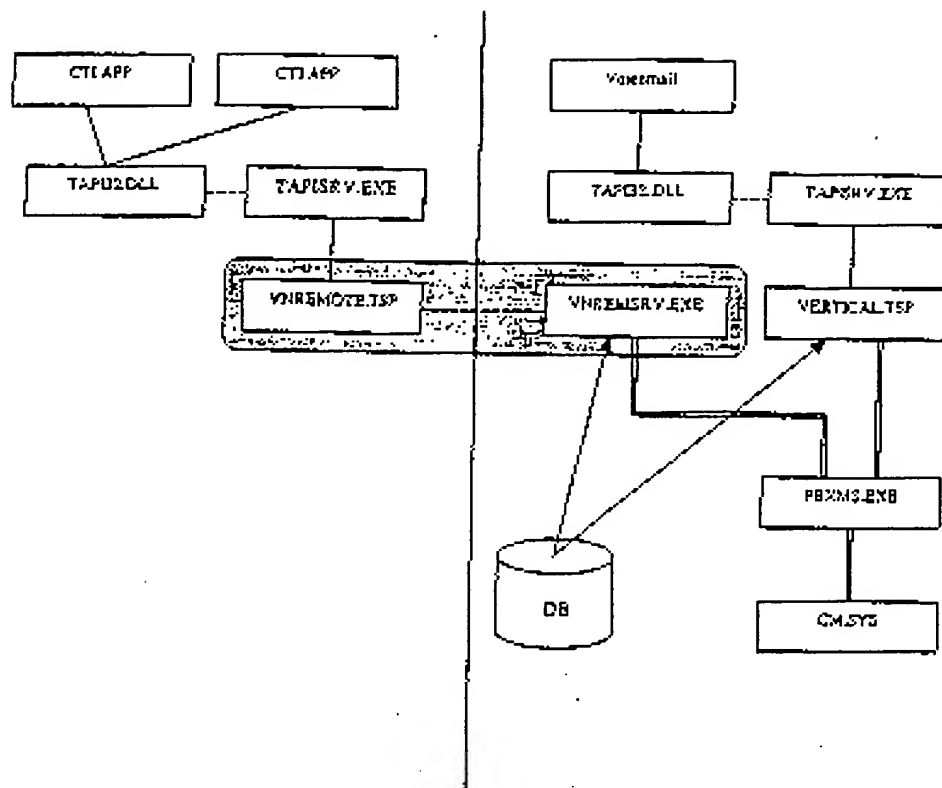 CTI APP
CTI APP
Voicemail
TAPI32.DLL
TAPISRV.EXE
TAPI32.DLL
TAPISRV.EXE
VNREMOTE.TSP
VNREMSRV.EXE
VERTICAL.TSP
PBXMS.EXE
DB
CM.SYS